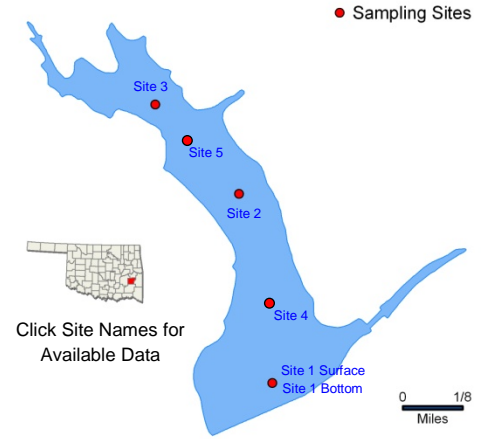 Sampling Sites
Site 3
Site 5
Site 2
Site 4
Click Site Names for
Available Data
Site 1 Surface
Site 1 Bottom
0 1/8
Miles